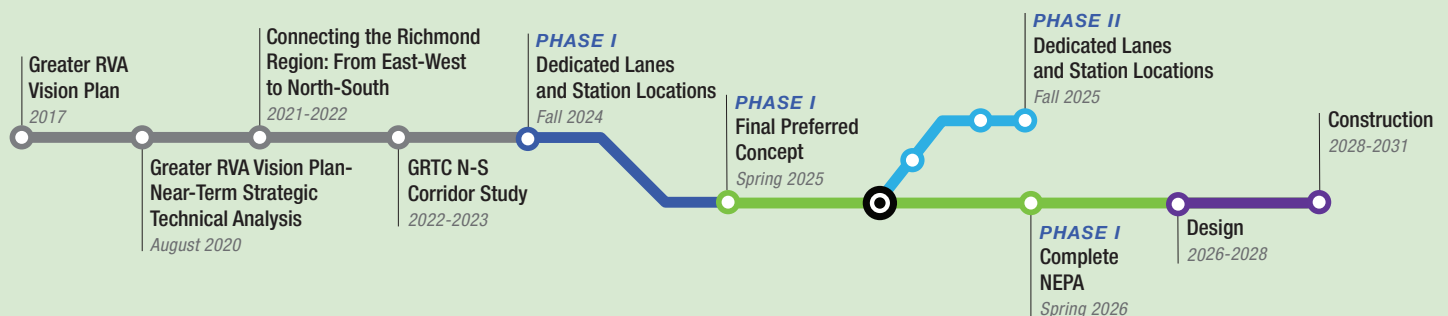 Greater RVA
Vision Plan
2017
Greater RVA Vision Plan-
Near-Term Strategic
Technical Analysis
August 2020
Connecting the Richmond
Region: From East-West
to North-South
2021-2022
GRTC N-S
Corridor Study
2022-2023
PHASE I
Dedicated Lanes
and Station Locations
Fall 2024
PHASE I
Final Preferred
Concept
Spring 2025
PHASE II
Dedicated Lanes
and Station Locations
Fall 2025
PHASE I
Complete
NEPA
Spring 2026
Design
2026-2028
Construction
2028-2031